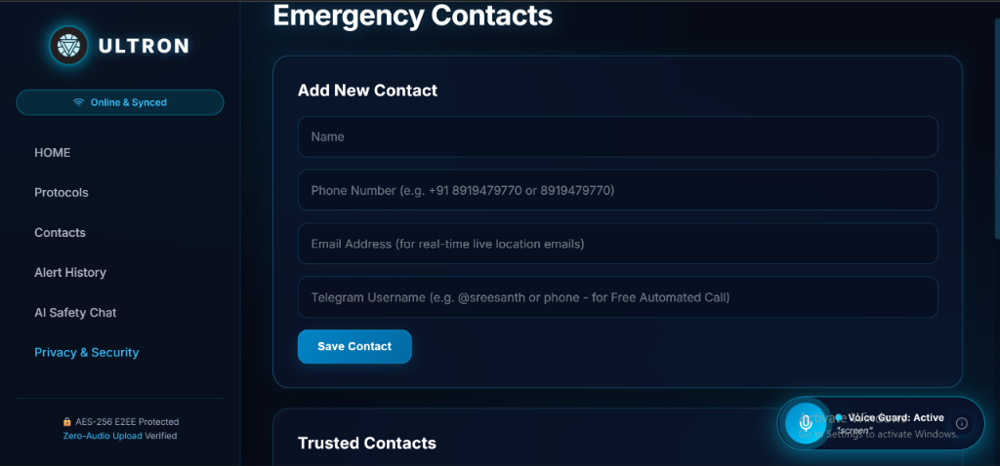 ULTRON
Online & Synced
HOME
Protocols
Contacts
Alert History
AI Safety Chat
Privacy & Security
🔒 AES-256 E2EE Protected
Zero-Audio Upload Verified
Emergency Contacts
Add New Contact
Name
Phone Number (e.g. +91 8919479770 or 8919479770)
Email Address (for real-time live location emails)
Telegram Username (e.g. @sreesanth or phone - for Free Automated Call)
Save Contact
Trusted Contacts
Voice Guard: Active
"screen"
Activate Windows
Go to Settings to activate Windows.